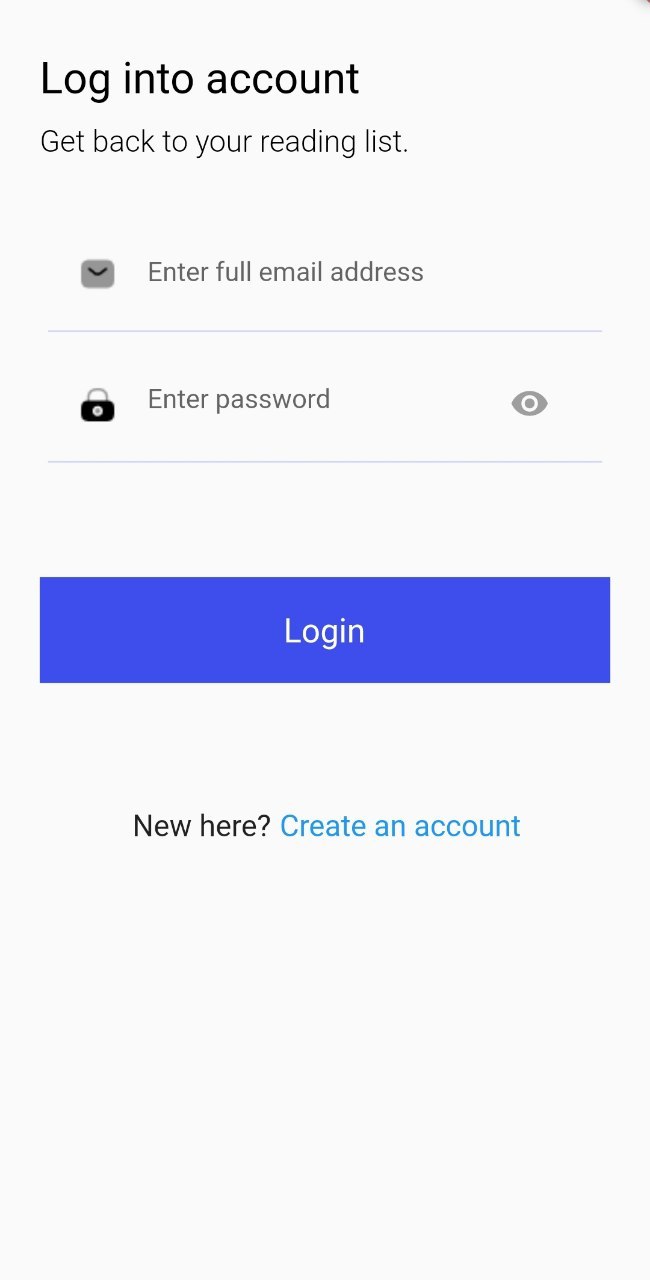 Log into account
Get back to your reading list.
Enter full email address
Enter password
Login
New here? Create an account